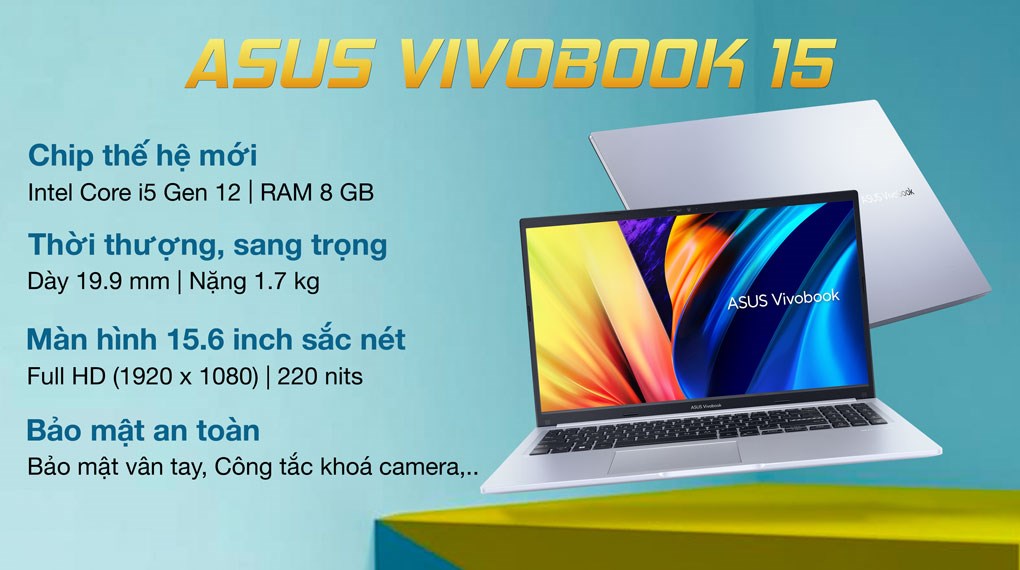 ASUS VIVOBOOK 15
Chip thế hệ mới
Intel Core i5 Gen 12 | RAM 8 GB
Thời thượng, sang trọng
Dày 19.9 mm | Nặng 1.7 kg
Màn hình 15.6 inch sắc nét
Full HD (1920 x 1080) | 220 nits
Bảo mật an toàn
Bảo mật vân tay, Công tắc khoá camera,..
ASUS Vivobook
ASUS Vivobook
ASUS Vivobook